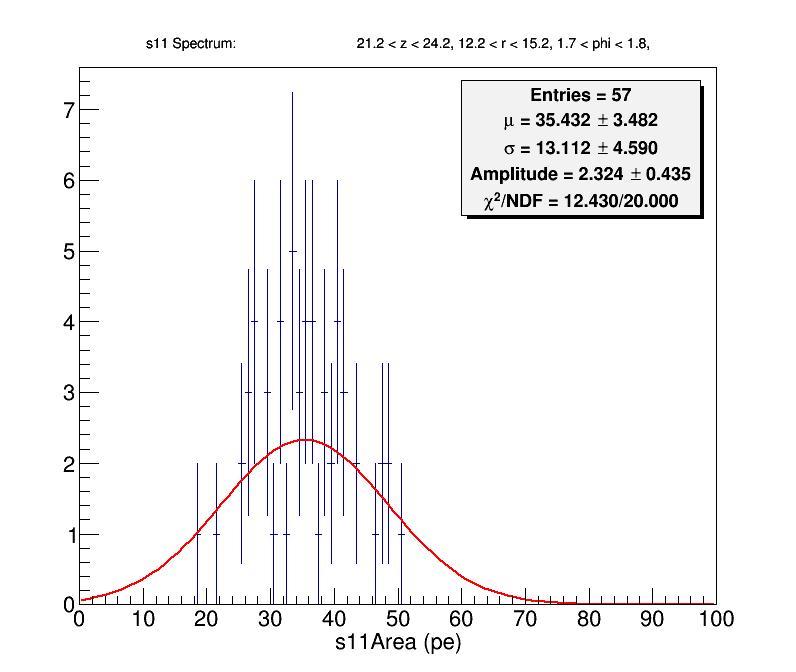 s11 Spectrum: 21.2 < z < 24.2, 12.2 < r < 15.2, 1.7 < phi < 1.8,
Entries = 57
μ = 35.432 ± 3.482
σ = 13.112 ± 4.590
Amplitude = 2.324 ± 0.435
χ²/NDF = 12.430/20.000
7
6
5
4
3
2
1
0
0 10 20 30 40 50 60 70 80 90 100
s11Area (pe)